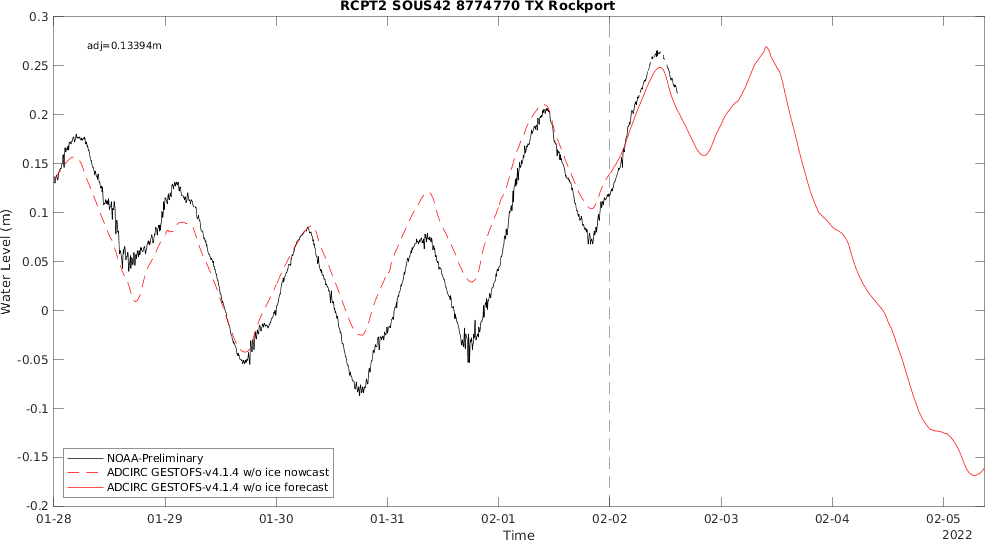 RCPT2 SOUS42 8774770 TX Rockport
adj=0.13394m
0.3
0.25
0.2
0.15
0.1
0.05
0
-0.05
-0.1
-0.15
-0.2
Water Level (m)
NOAA-Preliminary
ADCIRC GESTOFS-v4.1.4 w/o ice nowcast
ADCIRC GESTOFS-v4.1.4 w/o ice forecast
01-28 01-29 01-30 01-31 02-01 02-02 02-03 02-04 02-05
Time
2022